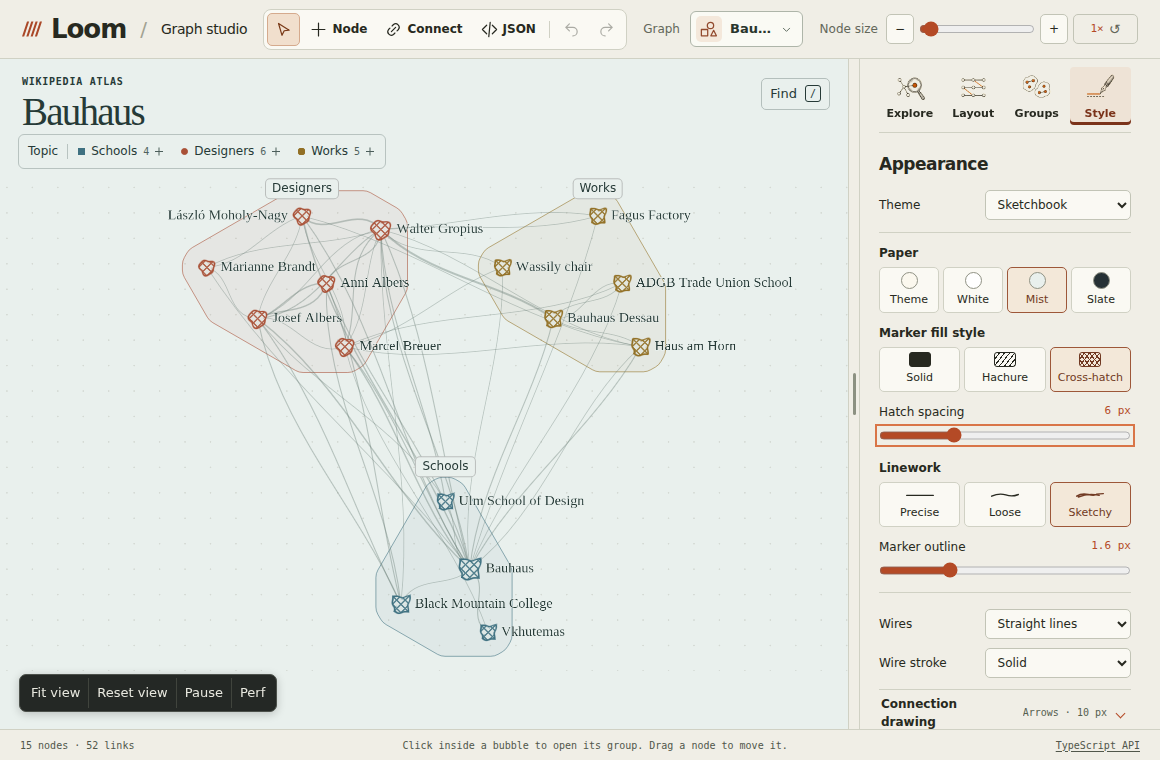 Loom / Graph studio
Node
Connect
JSON
Graph
Bau...
Node size
−
+
1× ↺
WIKIPEDIA ATLAS
Bauhaus
Find /
Topic
Schools 4 +
Designers 6 +
Works 5 +
Designers
Works
László Moholy-Nagy
Walter Gropius
Fagus Factory
Marianne Brandt
Anni Albers
Wassily chair
ADGB Trade Union School
Josef Albers
Bauhaus Dessau
Marcel Breuer
Haus am Horn
Schools
Ulm School of Design
Bauhaus
Black Mountain College
Vkhutemas
Fit view
Reset view
Pause
Perf
Explore
Layout
Groups
Style
Appearance
Theme
Sketchbook
Paper
Theme
White
Mist
Slate
Marker fill style
Solid
Hachure
Cross-hatch
Hatch spacing
6 px
Linework
Precise
Loose
Sketchy
Marker outline
1.6 px
Wires
Straight lines
Wire stroke
Solid
Connection drawing
Arrows · 10 px
15 nodes · 52 links
Click inside a bubble to open its group. Drag a node to move it.
TypeScript API